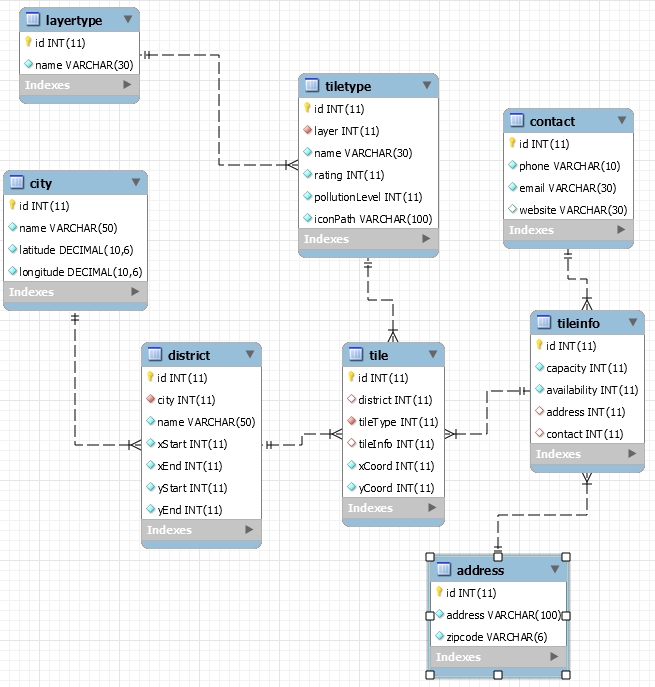 layertype
id INT(11)
name VARCHAR(30)
Indexes
tiletype
id INT(11)
layer INT(11)
name VARCHAR(30)
rating INT(11)
pollutionLevel INT(11)
iconPath VARCHAR(100)
Indexes
contact
id INT(11)
phone VARCHAR(10)
email VARCHAR(30)
website VARCHAR(30)
Indexes
city
id INT(11)
name VARCHAR(50)
latitude DECIMAL(10,6)
longitude DECIMAL(10,6)
Indexes
district
id INT(11)
city INT(11)
name VARCHAR(50)
xStart INT(11)
xEnd INT(11)
yStart INT(11)
yEnd INT(11)
Indexes
tile
id INT(11)
district INT(11)
tileType INT(11)
tileInfo INT(11)
xCoord INT(11)
yCoord INT(11)
Indexes
tileinfo
id INT(11)
capacity INT(11)
availability INT(11)
address INT(11)
contact INT(11)
Indexes
address
id INT(11)
address VARCHAR(100)
zipcode VARCHAR(6)
Indexes